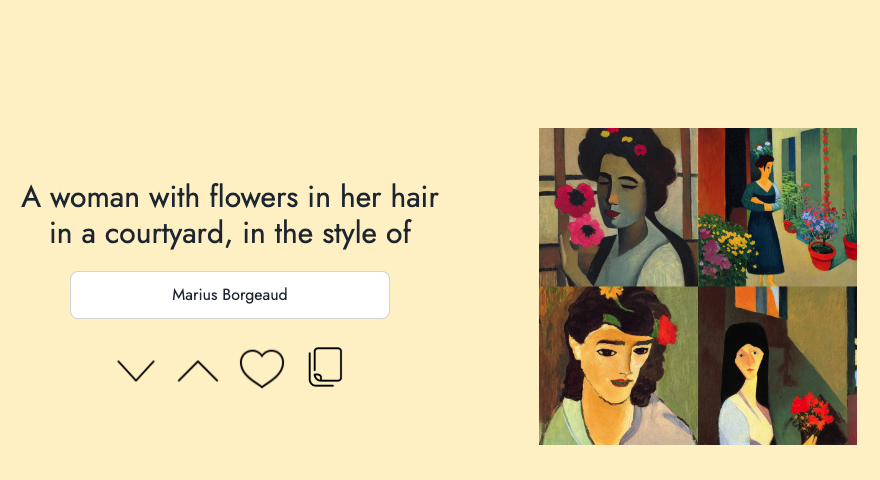 A woman with flowers in her hair
in a courtyard, in the style of
Marius Borgeaud